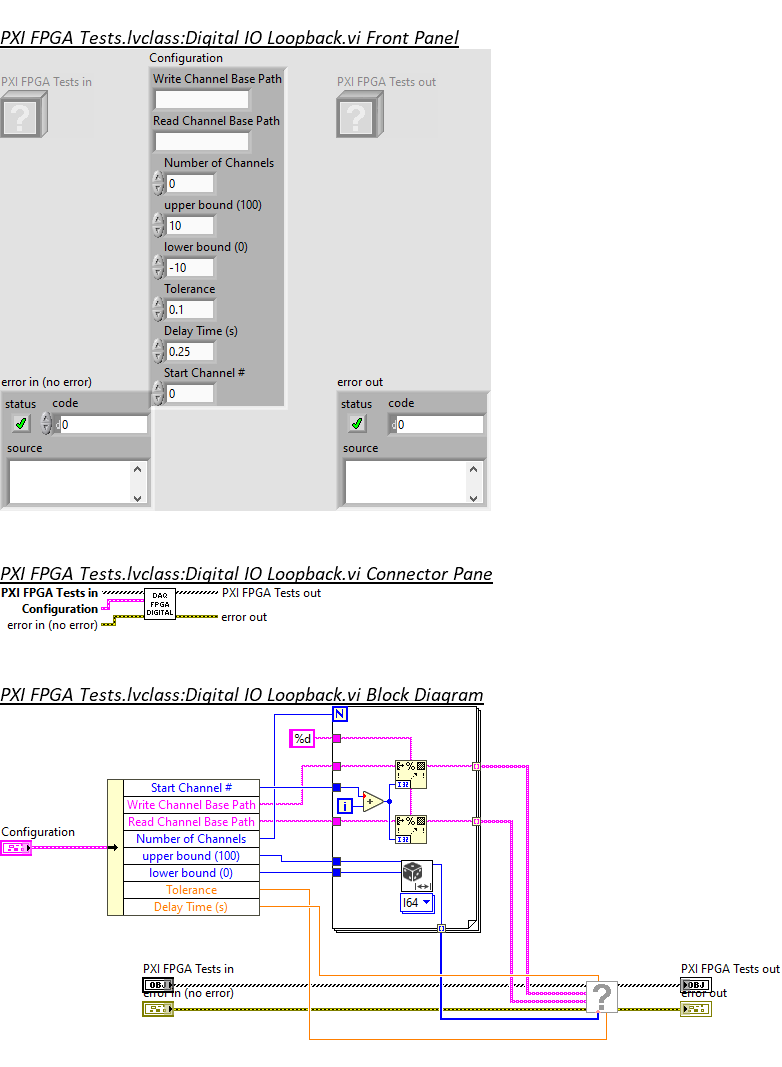 PXI FPGA Tests.lvclass:Digital IO Loopback.vi Front Panel
Configuration
PXI FPGA Tests in
Write Channel Base Path
PXI FPGA Tests out
?
?
Read Channel Base Path
Number of Channels
0
upper bound (100)
10
lower bound (0)
-10
Tolerance
0.1
Delay Time (s)
0.25
Start Channel #
0
error in (no error)
error out
status code
0
source
status code
0
source
PXI FPGA Tests.lvclass:Digital IO Loopback.vi Connector Pane
PXI FPGA Tests in
Configuration
error in (no error)
DAQ
FPGA
DIGITAL
PXI FPGA Tests out
error out
PXI FPGA Tests.lvclass:Digital IO Loopback.vi Block Diagram
N
%d
Configuration
Start Channel #
Write Channel Base Path
Read Channel Base Path
Number of Channels
upper bound (100)
lower bound (0)
Tolerance
Delay Time (s)
i
+
%
I32
%
I32
I64
PXI FPGA Tests in
OBJ
error in (no error)
?
PXI FPGA Tests out
OBJ
error out